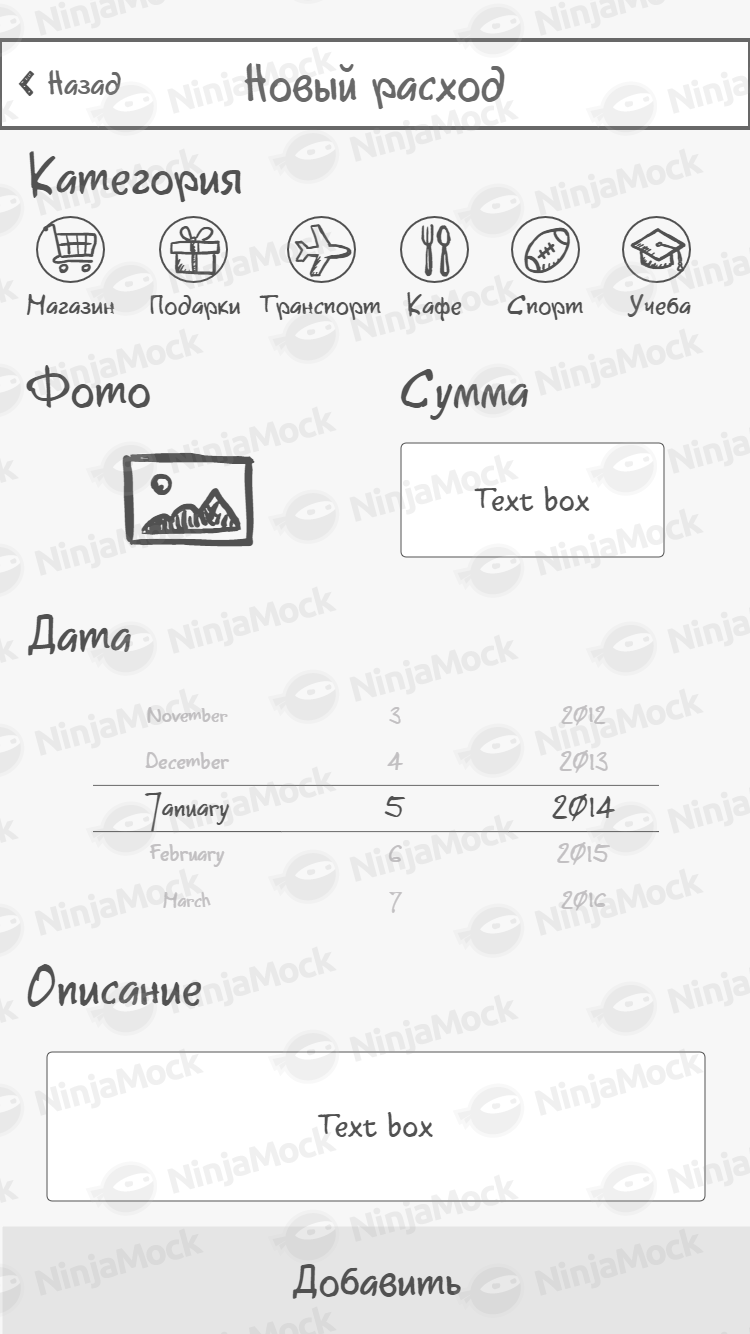 Назад
Новый расход
Категория
Магазин Подарки Транспорт Кафе Спорт Учеба
Фото Сумма
Text box
Дата
November 3 2012
December 4 2013
January 5 2014
February 6 2015
March 7 2016
Описание
Text box
Добавить
NinjaMock